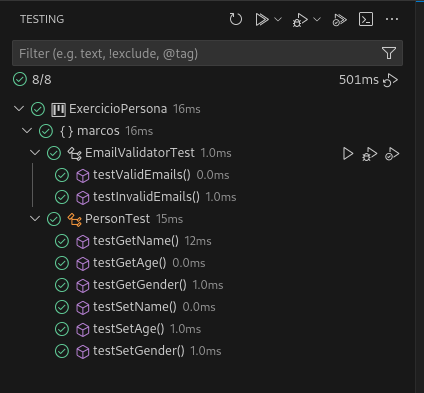 TESTING
Filter (e.g. text, !exclude, @tag)
8/8 501ms
ExercicioPersona 16ms
{ } marcos 16ms
EmailValidatorTest 1.0ms
testValidEmails() 0.0ms
testInvalidEmails() 1.0ms
PersonTest 15ms
testGetName() 12ms
testGetAge() 0.0ms
testGetGender() 1.0ms
testSetName() 0.0ms
testSetAge() 1.0ms
testSetGender() 1.0ms